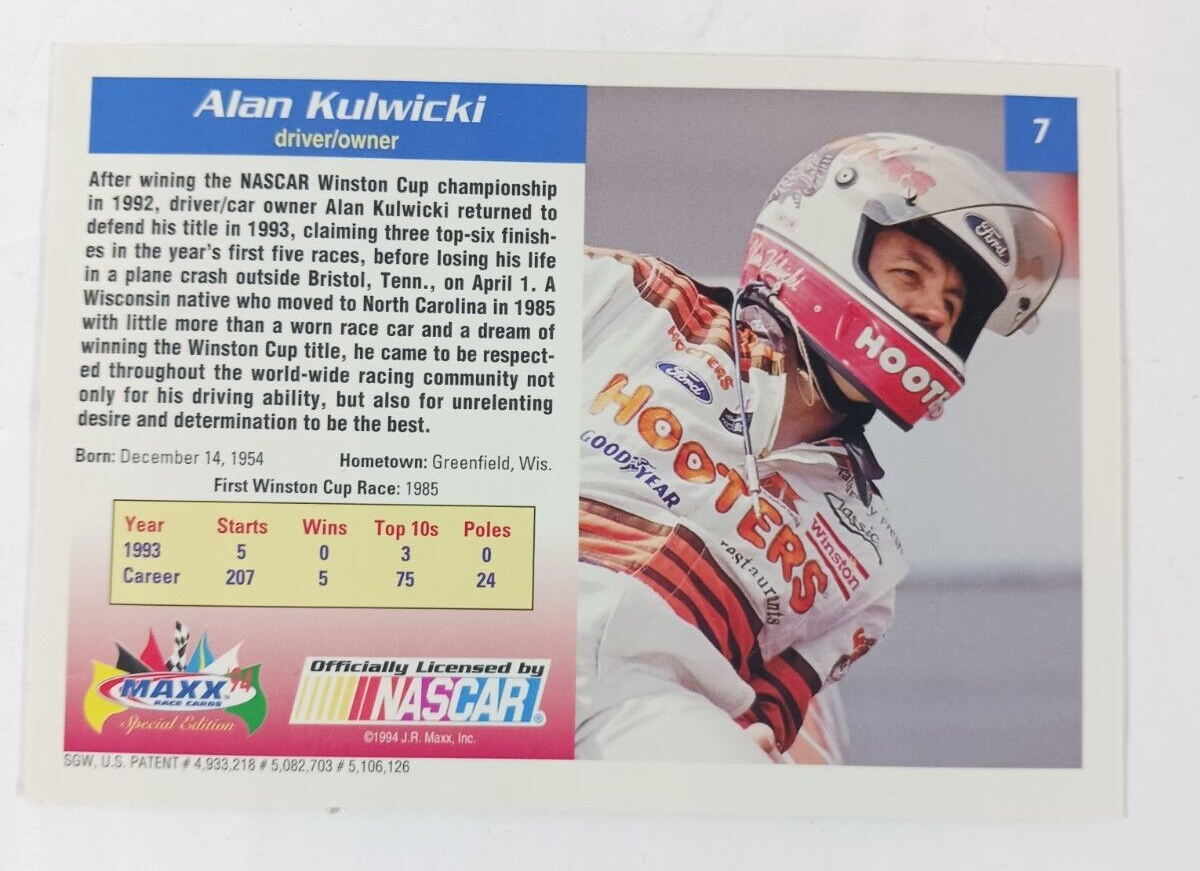 Alan Kulwicki
driver/owner
7
After wining the NASCAR Winston Cup championship
in 1992, driver/car owner Alan Kulwicki returned to
defend his title in 1993, claiming three top-six finish-
es in the year's first five races, before losing his life
in a plane crash outside Bristol, Tenn., on April 1. A
Wisconsin native who moved to North Carolina in 1985
with little more than a worn race car and a dream of
winning the Winston Cup title, he came to be respect-
ed throughout the world-wide racing community not
only for his driving ability, but also for unrelenting
desire and determination to be the best.
Born: December 14, 1954 Hometown: Greenfield, Wis.
First Winston Cup Race: 1985
Year Starts Wins Top 10s Poles
1993 5 0 3 0
Career 207 5 75 24
MAXX '94
RACE CARDS
Special Edition
Officially Licensed by
NASCAR
©1994 J.R. Maxx, Inc.
SGW, U.S. PATENT # 4,933,218 # 5,082,703 # 5,106,126
Ford
Alan Kulwicki
HOOT
HOOTERS
Ford
HOOTERS
restaurants
GOODYEAR
Classic
Winston